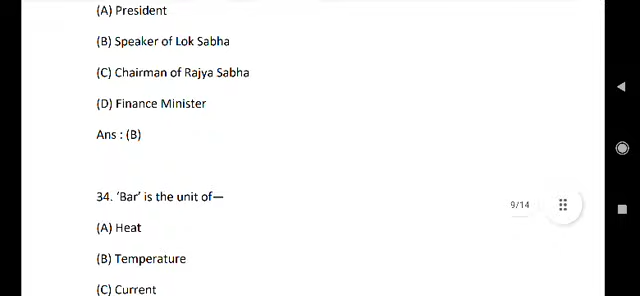 (A) President
(B) Speaker of Lok Sabha
(C) Chairman of Rajya Sabha
(D) Finance Minister
Ans : (B)
34. ‘Bar’ is the unit of—
9/14
(A) Heat
(B) Temperature
(C) Current